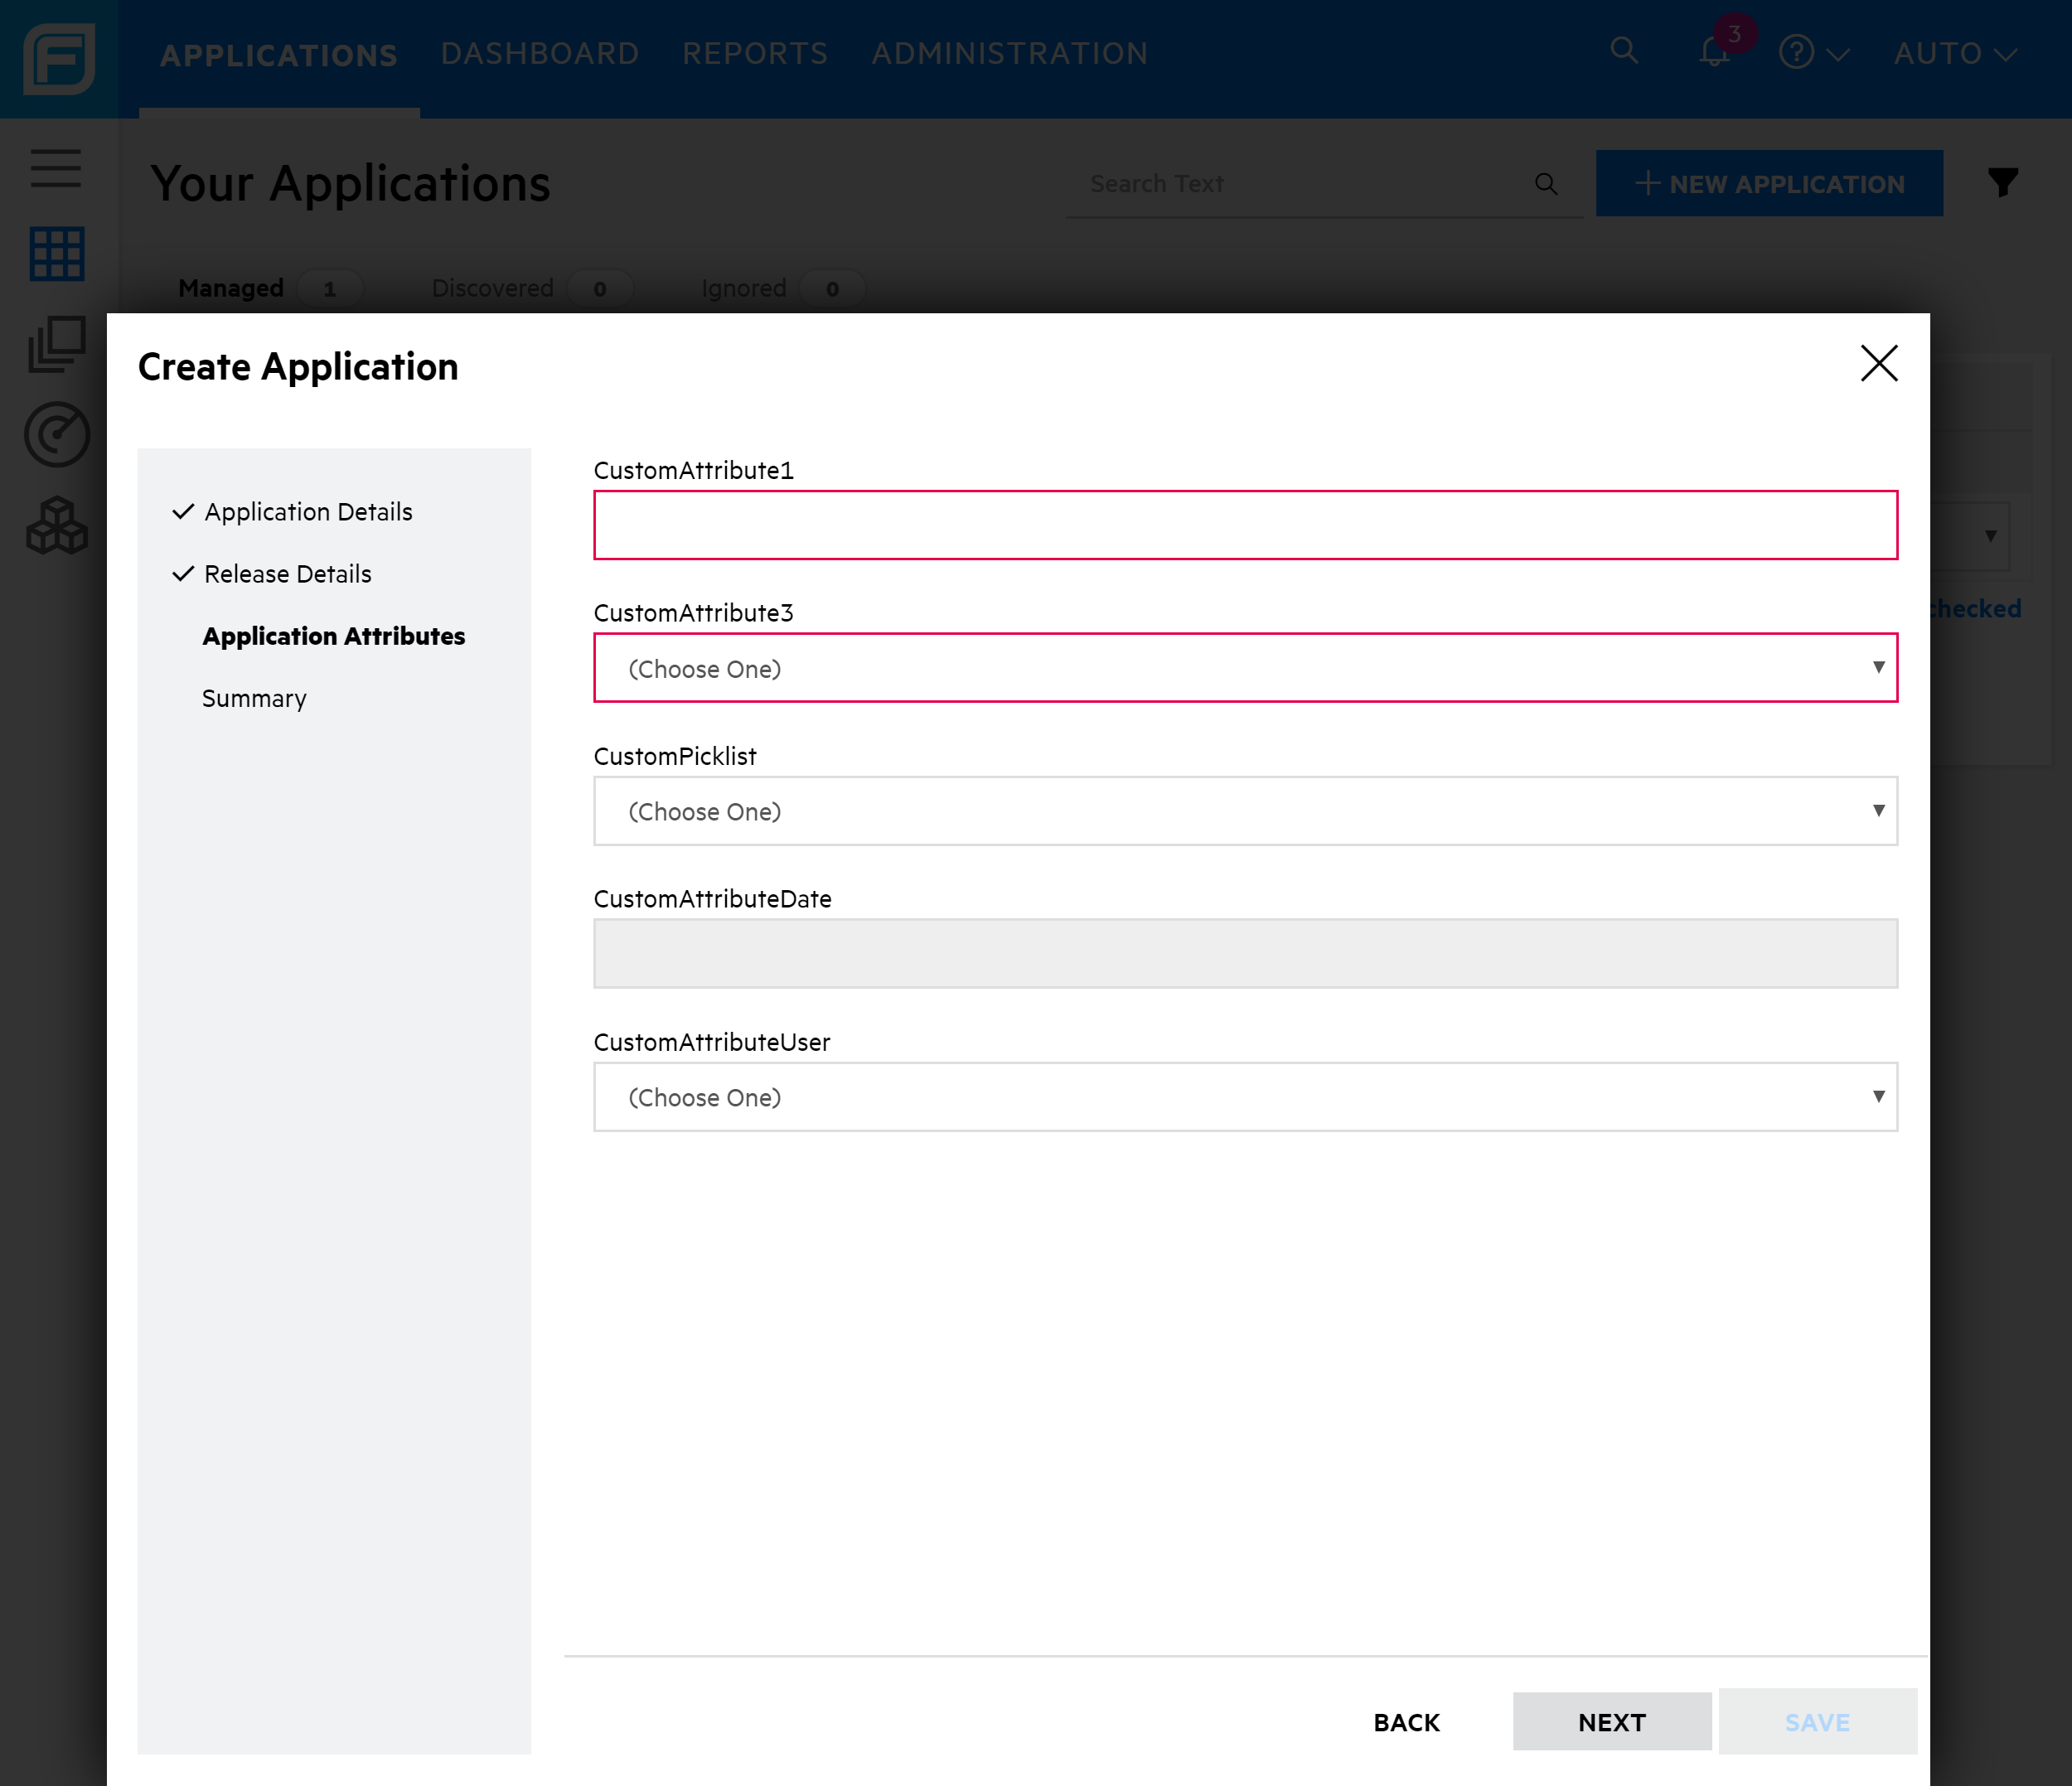 APPLICATIONS DASHBOARD REPORTS ADMINISTRATION 3 ? AUTO
Your Applications Search Text NEW APPLICATION
Managed 1 Discovered 0 Ignored 0
Create Application
Application Details
Release Details
Application Attributes
Summary
CustomAttribute1
CustomAttribute3
(Choose One)
CustomPicklist
(Choose One)
CustomAttributeDate
CustomAttributeUser
(Choose One)
checked
BACK NEXT SAVE